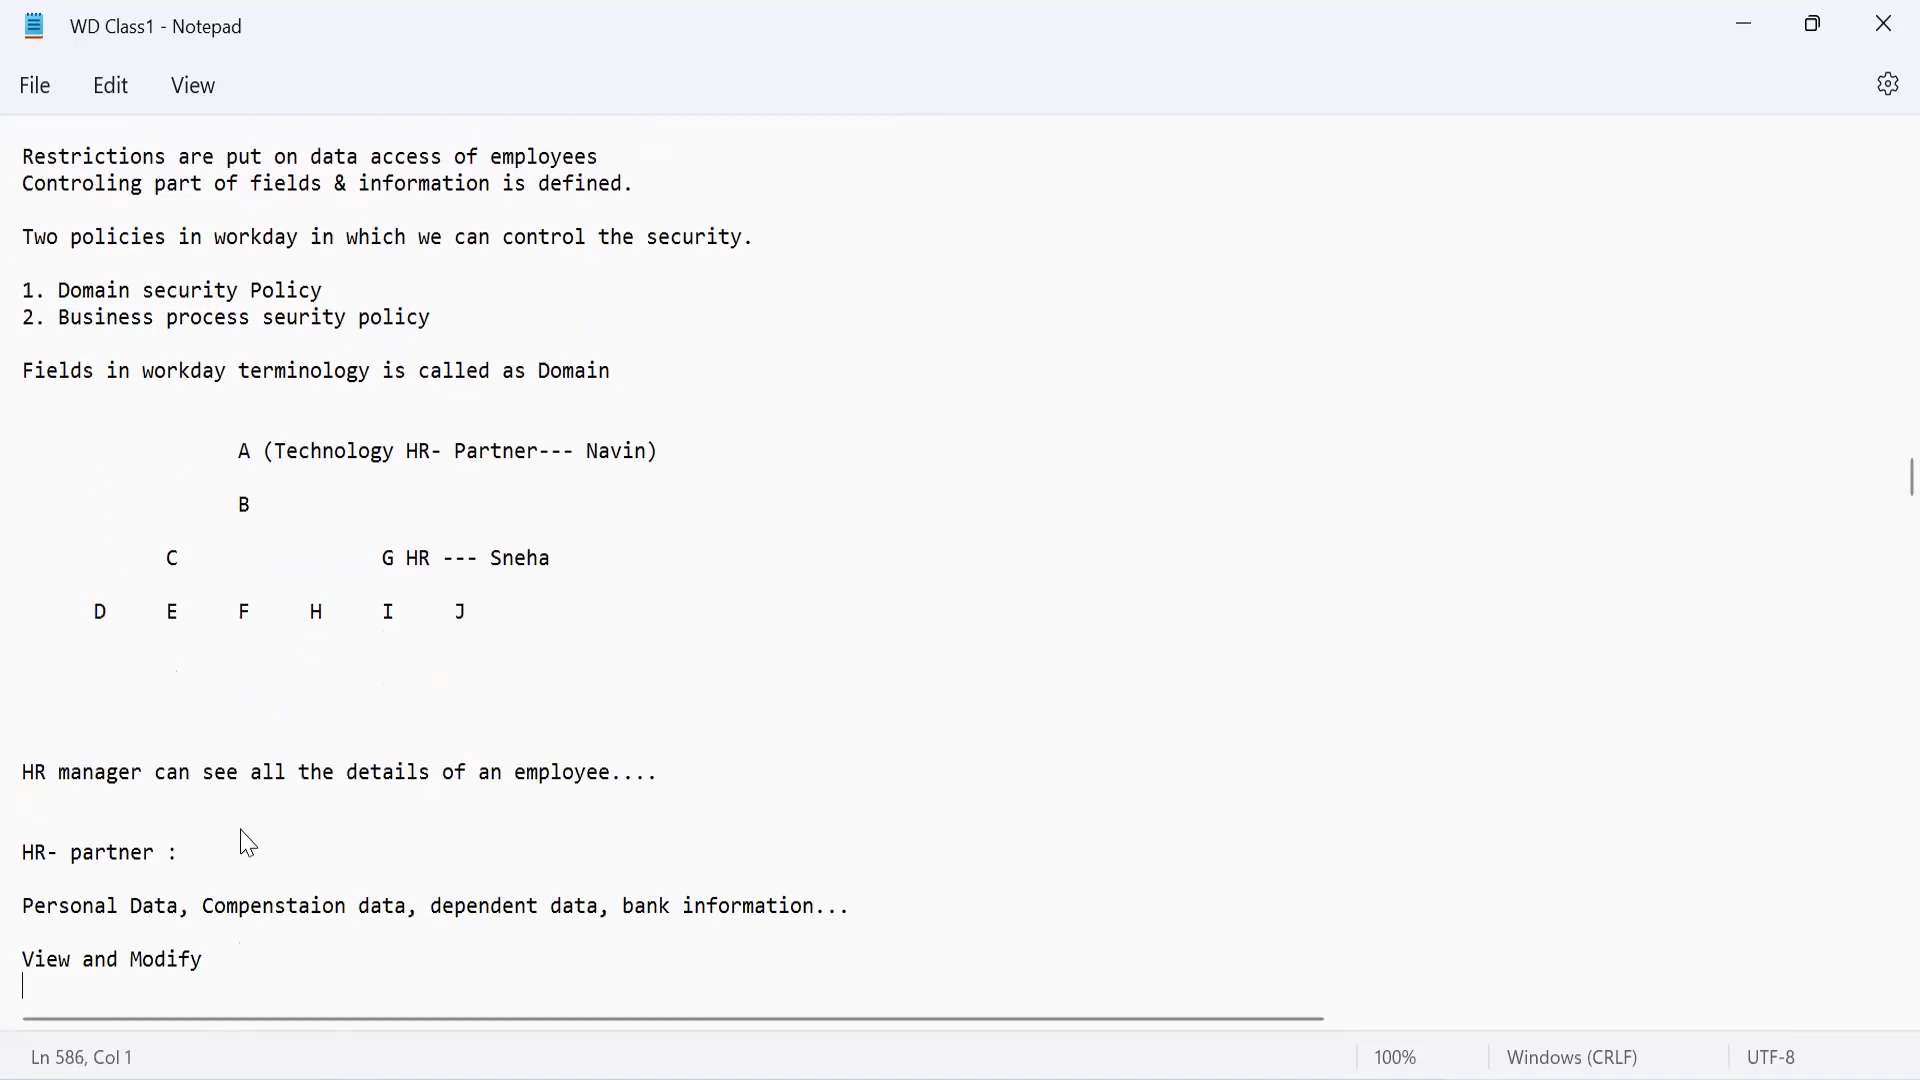 WD Class1 - Notepad
File Edit View
Restrictions are put on data access of employees
Controling part of fields & information is defined.
Two policies in workday in which we can control the security.
1. Domain security Policy
2. Business process seurity policy
Fields in workday terminology is called as Domain
A (Technology HR- Partner--- Navin)
B
C G HR --- Sneha
D E F H I J
HR manager can see all the details of an employee....
HR- partner :
Personal Data, Compenstaion data, dependent data, bank information...
View and Modify
Ln 586, Col 1 100% Windows (CRLF) UTF-8